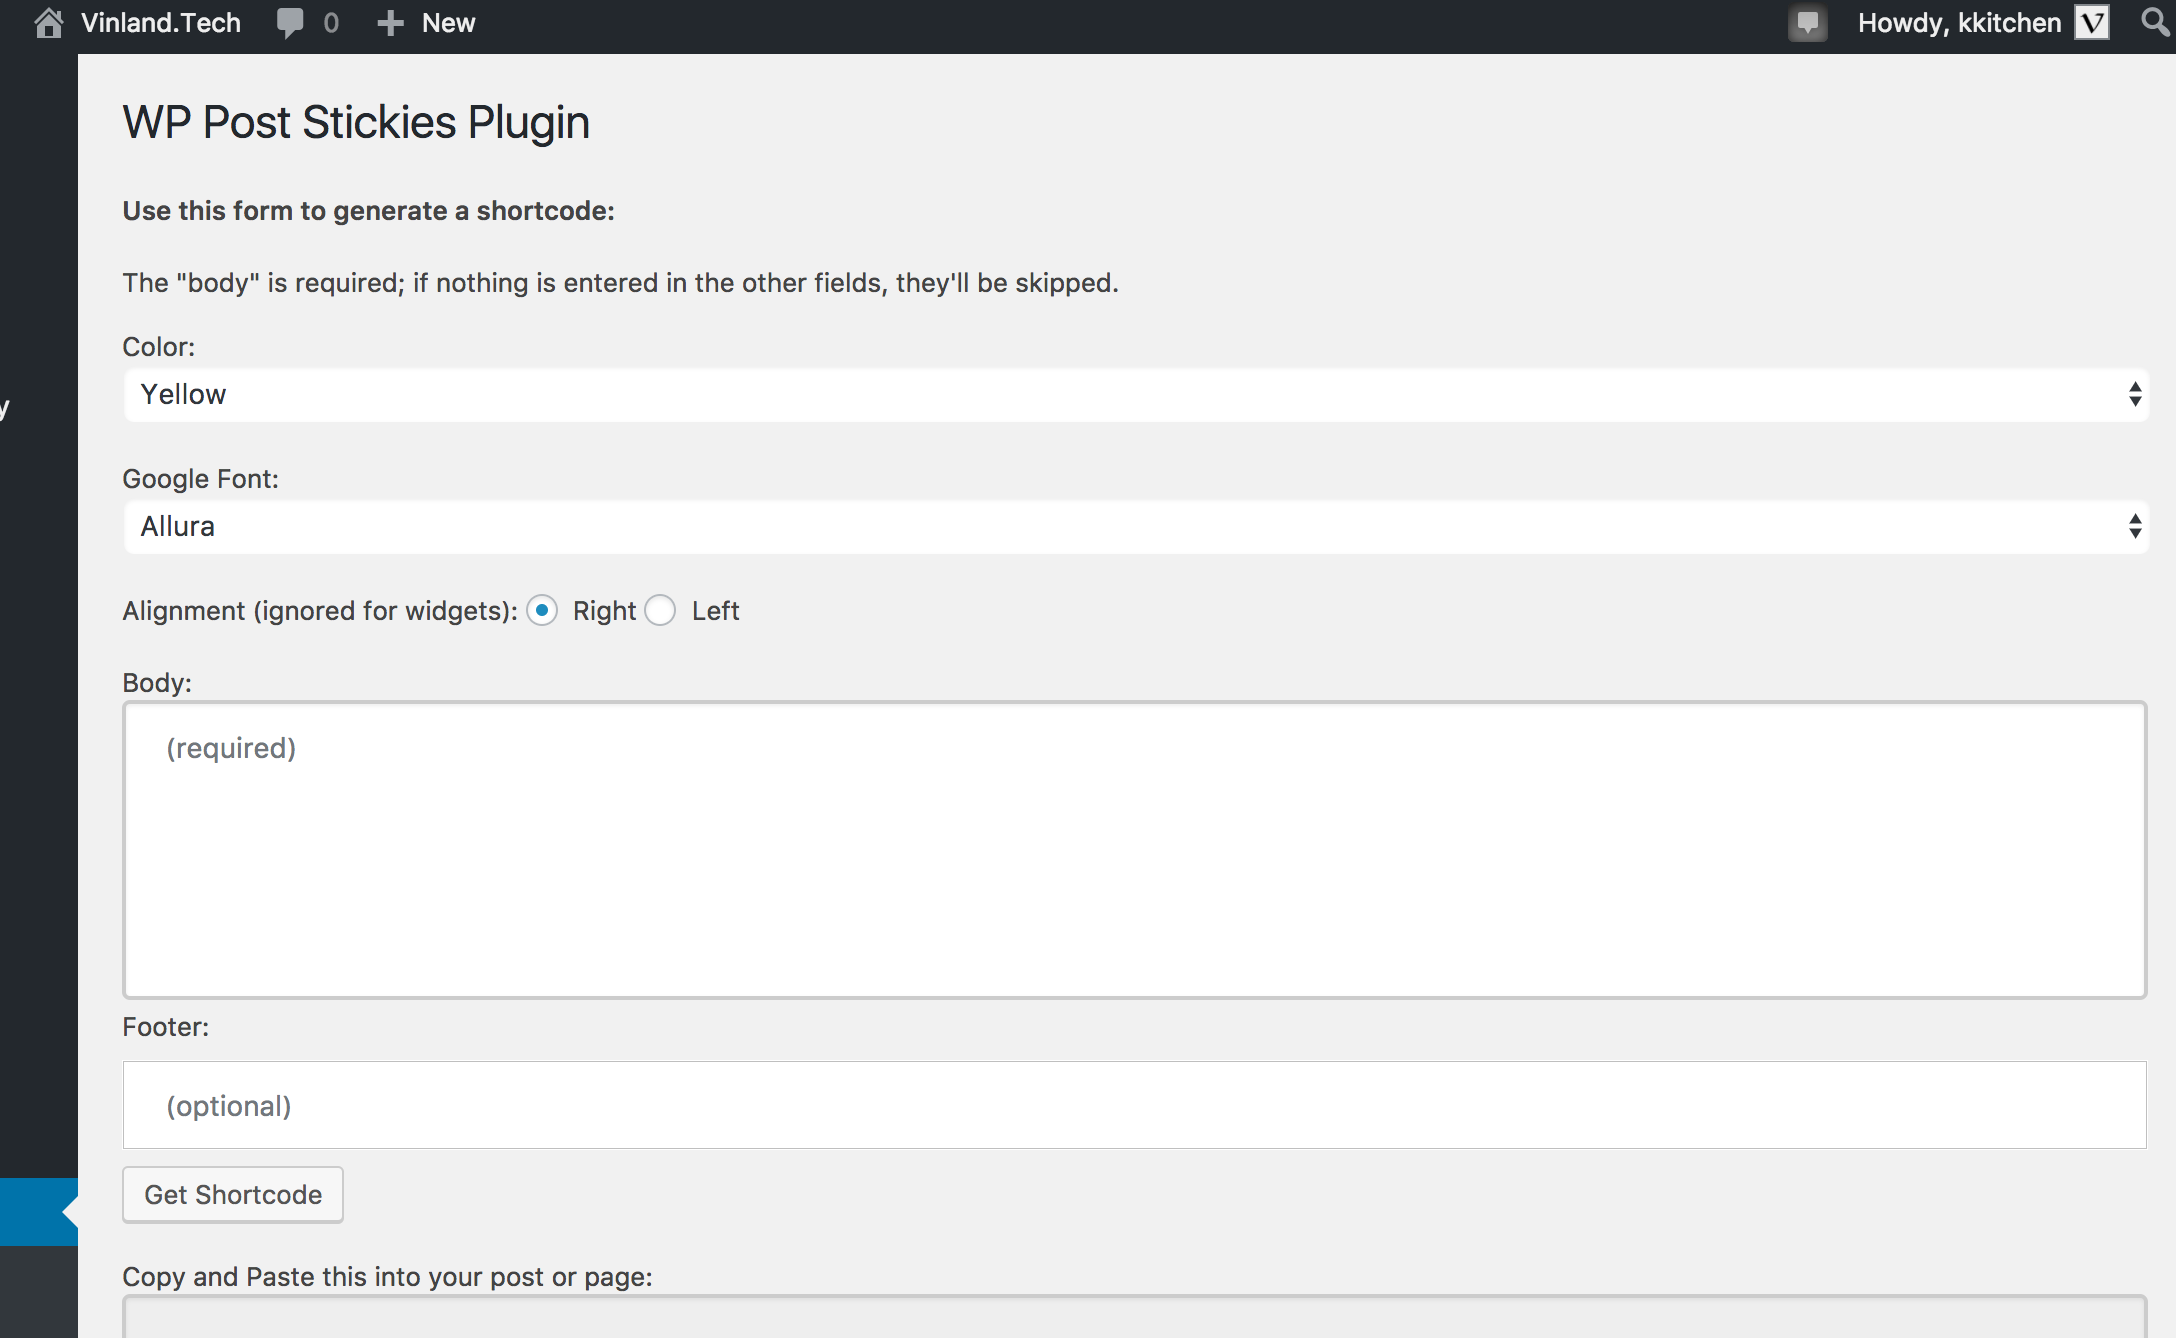 Vinland.Tech 0 New Howdy, kkitchen V
WP Post Stickies Plugin
Use this form to generate a shortcode:
The "body" is required; if nothing is entered in the other fields, they'll be skipped.
Color:
Yellow
y
Google Font:
Allura
Alignment (ignored for widgets): Right Left
Body:
(required)
Footer:
(optional)
Get Shortcode
Copy and Paste this into your post or page: